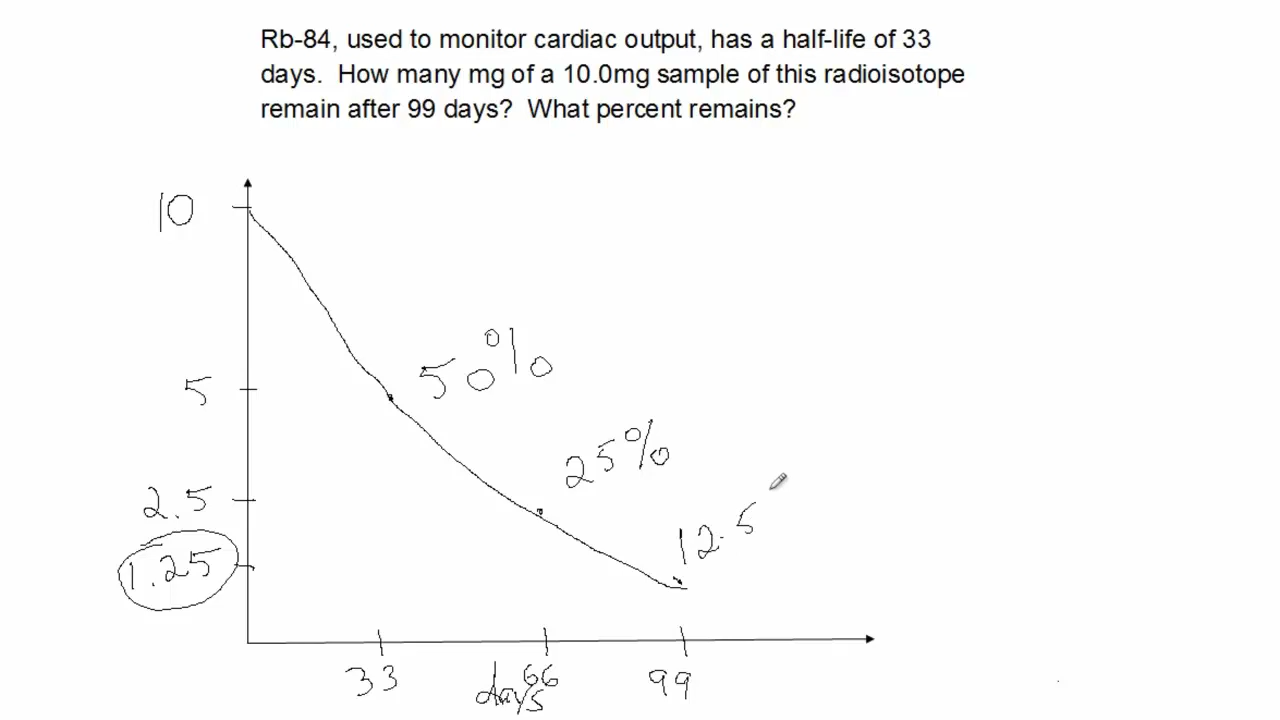 Rb-84, used to monitor cardiac output, has a half-life of 33
days. How many mg of a 10.0mg sample of this radioisotope
remain after 99 days? What percent remains?
10
50%
5
25%
2.5
12.5
1.25
33
66
99
days